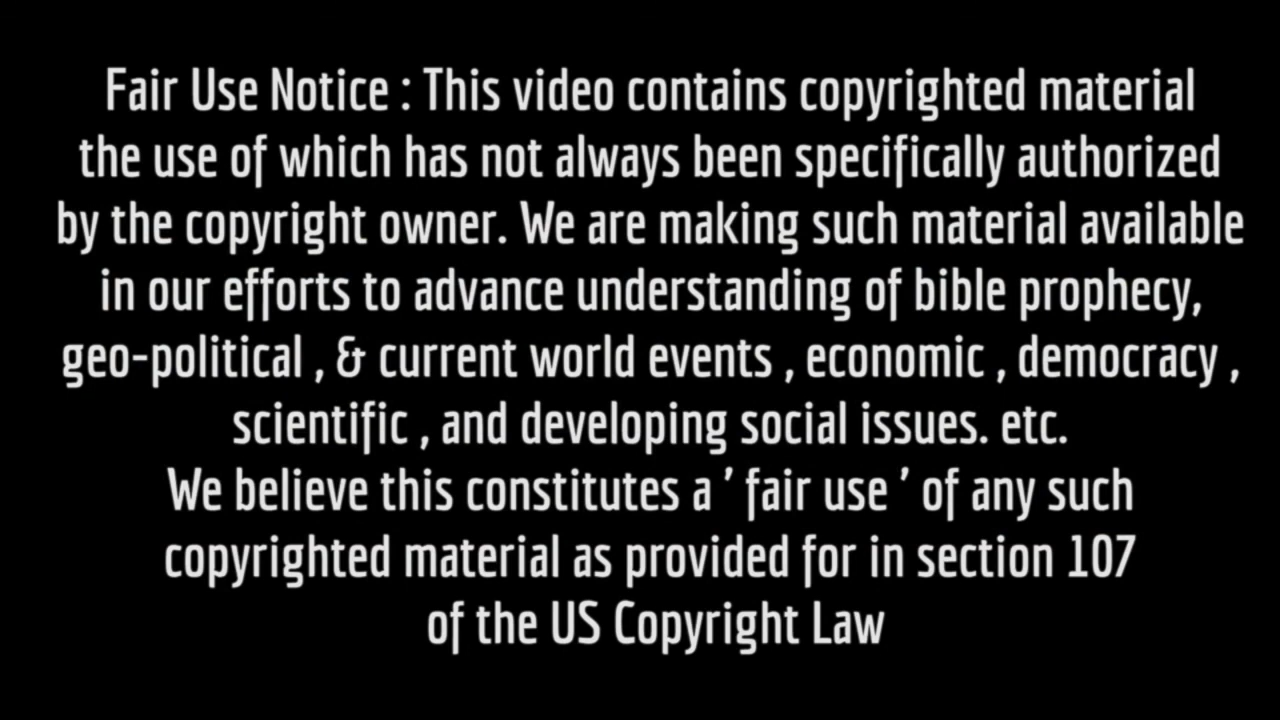 Fair Use Notice : This video contains copyrighted material
the use of which has not always been specifically authorized
by the copyright owner. We are making such material available
in our efforts to advance understanding of bible prophecy,
geo-political , & current world events , economic , democracy ,
scientific , and developing social issues. etc.
We believe this constitutes a ' fair use ' of any such
copyrighted material as provided for in section 107
of the US Copyright Law